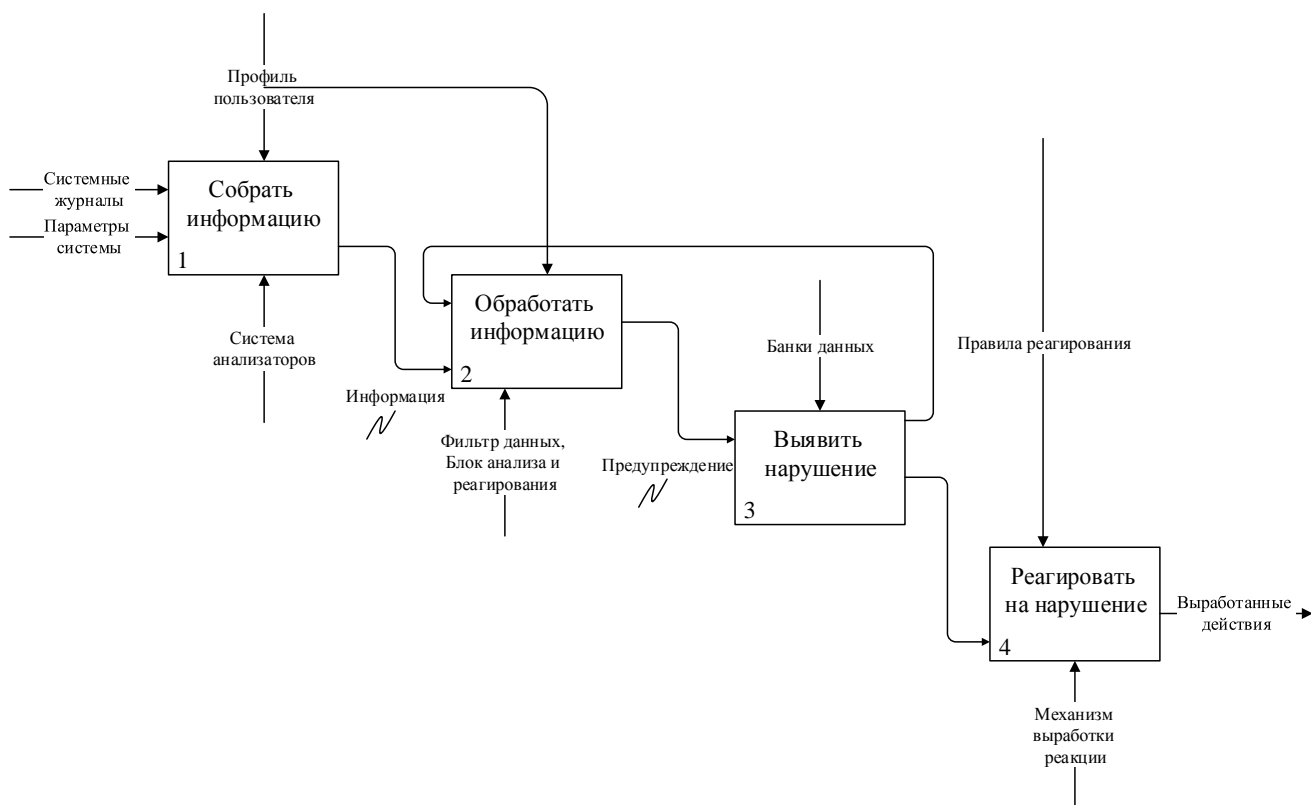 Профиль
пользователя
Системные
журналы
Параметры
системы
Собрать
информацию
1
Система
анализаторов
Информация
Обработать
информацию
2
Фильтр данных,
Блок анализа и
реагирования
Предупреждение
Банки данных
Выявить
нарушение
3
Правила реагирования
Реагировать
на нарушение
4
Выработанные
действия
Механизм
выработки
реакции